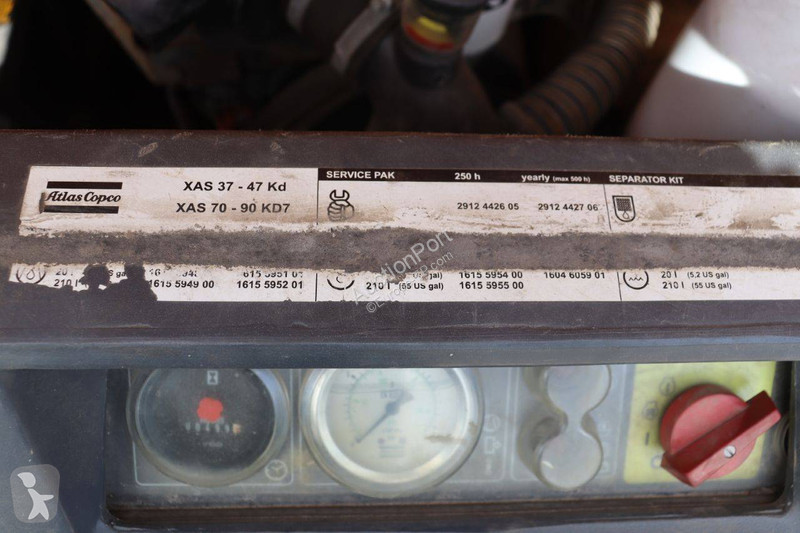 Atlas Copco
XAS 37 - 47 Kd
XAS 70 - 90 KD7
SERVICE PAK 250 h yearly (max 500 h) SEPARATOR KIT
2912 4426 05 2912 4427 06
1615 5951 01 1615 5954 00 1604 6059 01 20 l (5,2 US gal)
210 l 1615 5949 00 1615 5952 01 210 l (55 US gal) 1615 5955 00 210 l (55 US gal)
AuctionPort